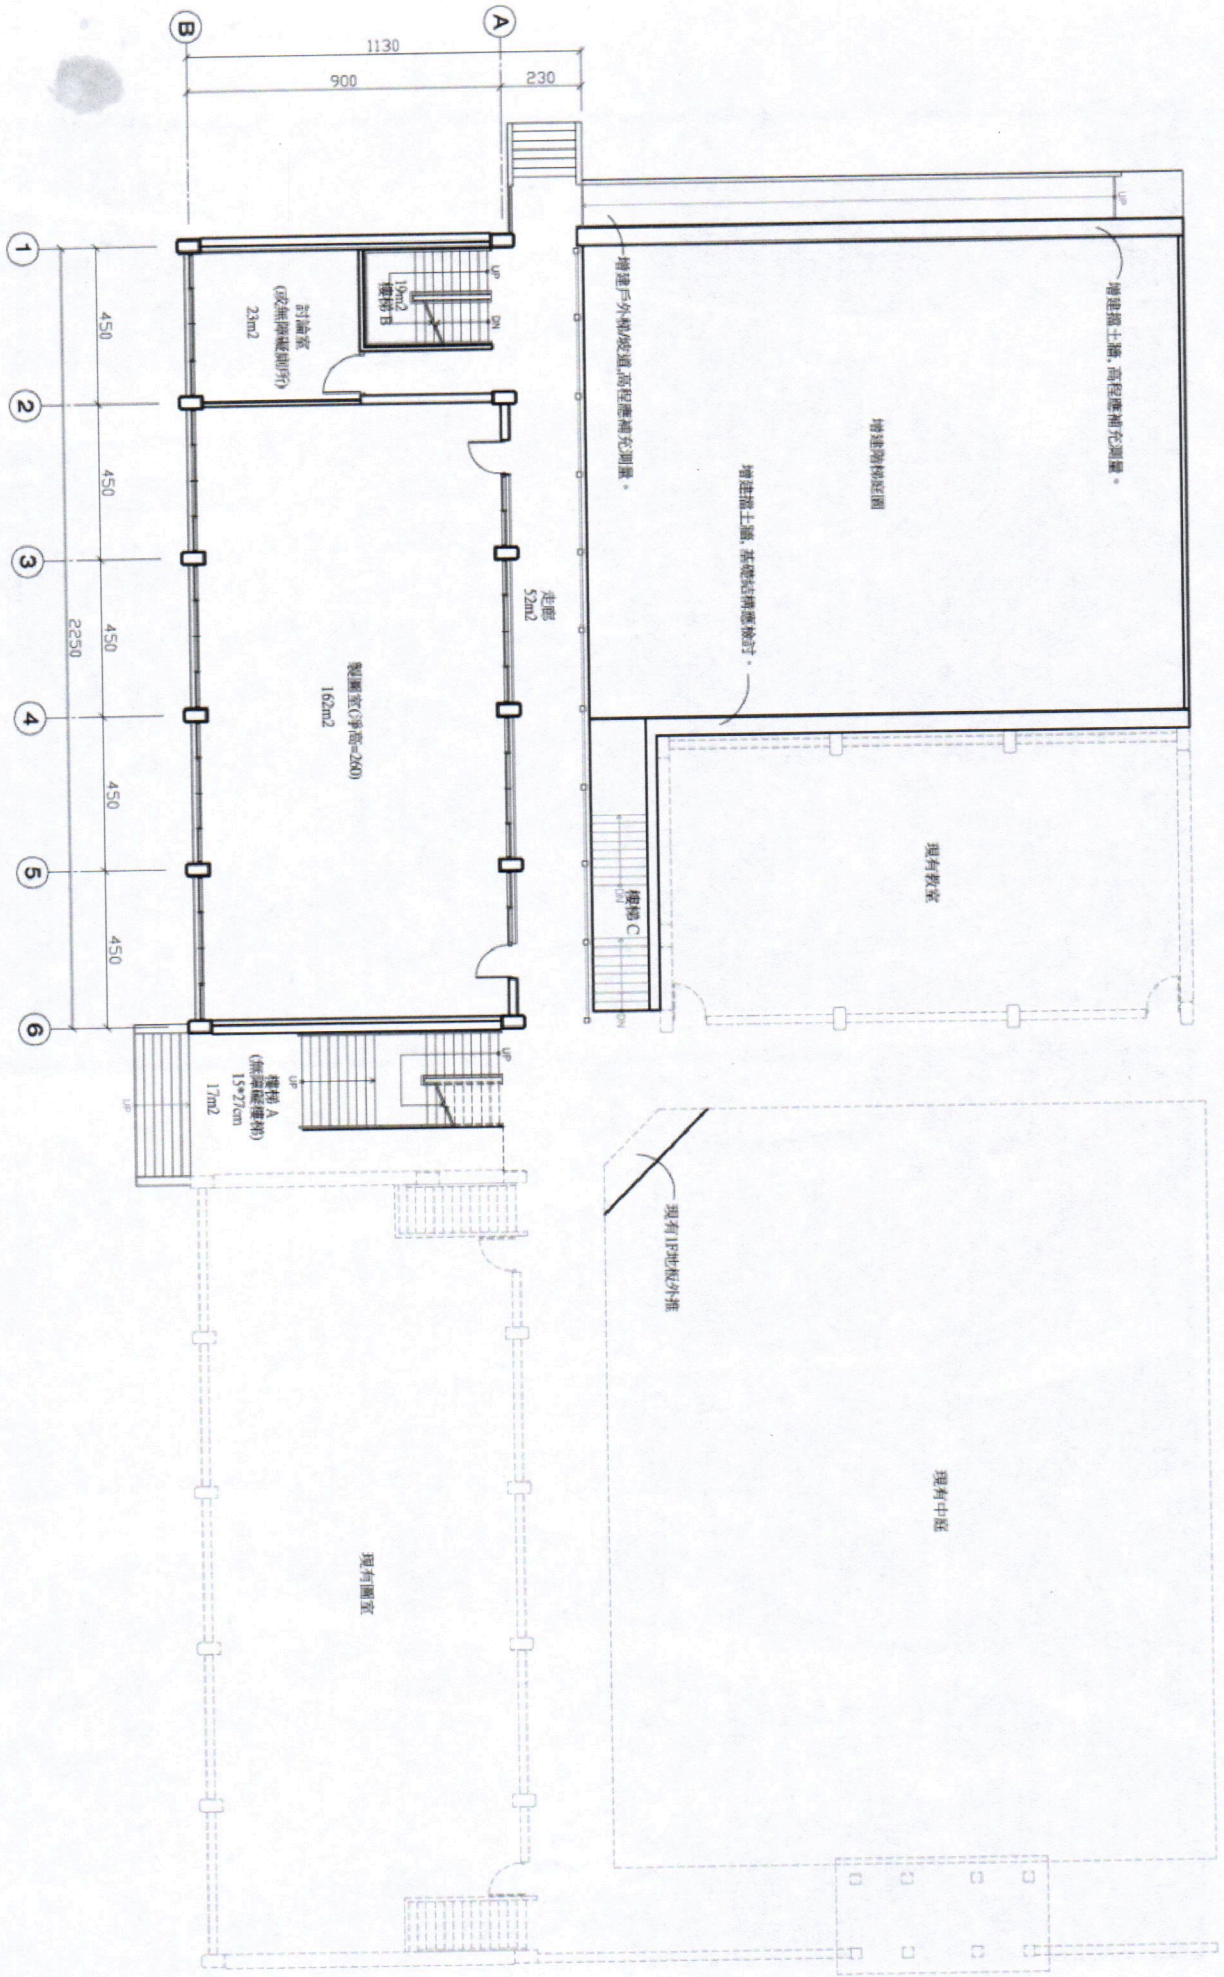 B
A
1130
900
230
1
2
3
4
5
6
450
450
450
450
450
2250
UP
增建擋土牆, 高程應補充測量。
增建戶外梯/坡道,高程應補充測量。
增建階梯庭園
增建擋土牆, 基礎結構應檢討。
UP
DN
19m2
樓梯 B
討論室
(或無障礙廁所)
23m2
走廊
52m2
製圖室(淨高=260)
162m2
現有教室
樓梯 C
DN
DN
UP
UP
樓梯 A
(無障礙樓梯)
15*27cm
17m2
UP
現有1F地板外推
現有中庭
現有圖室